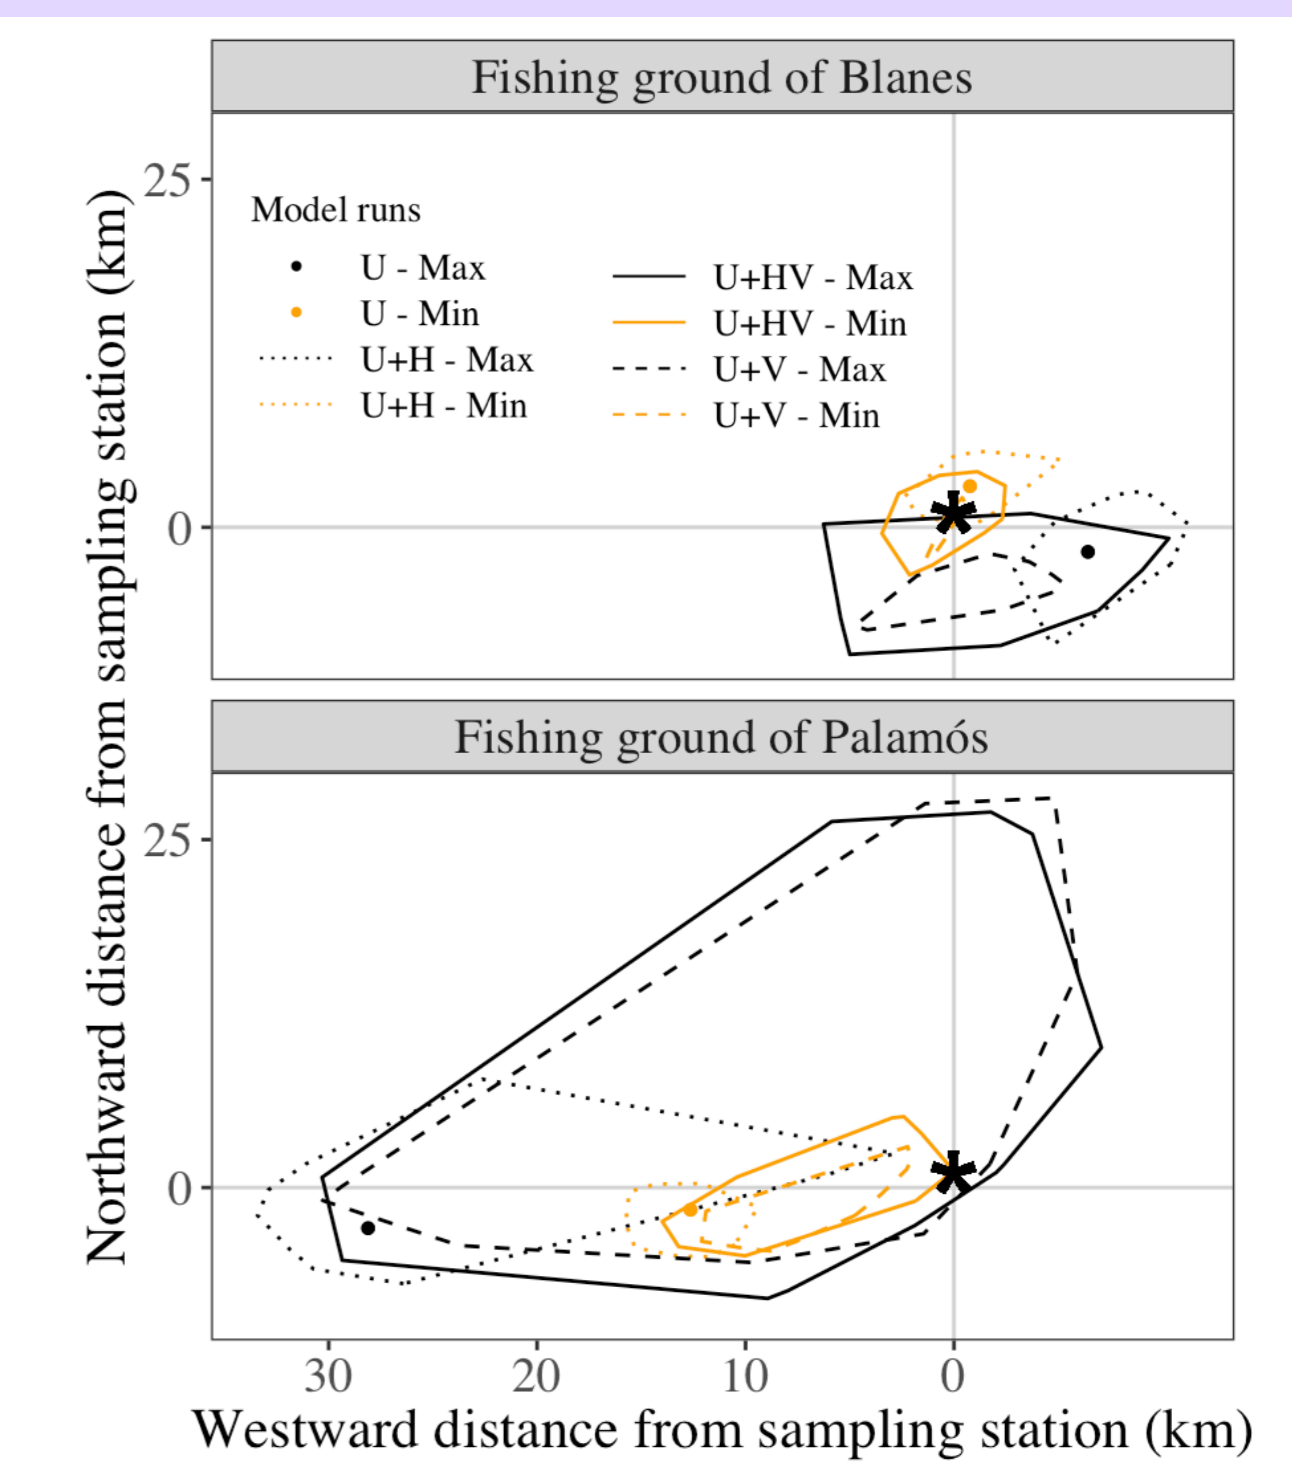 Fishing ground of Blanes
25
0
Model runs
U - Max
U - Min
U+H - Max
U+H - Min
U+HV - Max
U+HV - Min
U+V - Max
U+V - Min
Northward distance from sampling station (km)
Fishing ground of Palamós
25
0
30 20 10 0
Westward distance from sampling station (km)